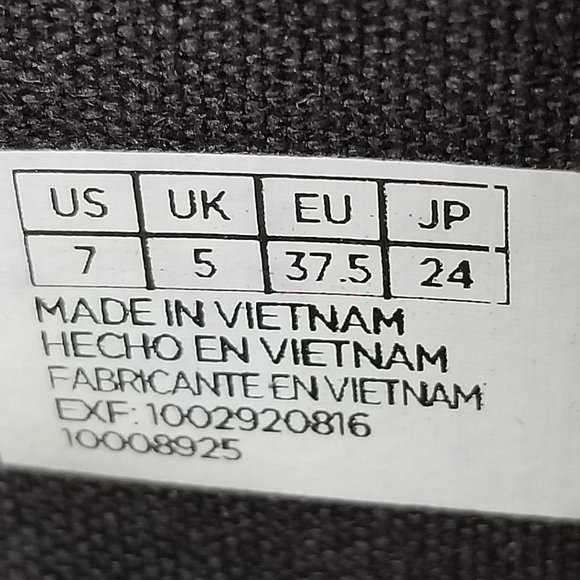 US UK EU JP
7 5 37.5 24
MADE IN VIETNAM
HECHO EN VIETNAM
FABRICANTE EN VIETNAM
EXF: 1002920816
10008925